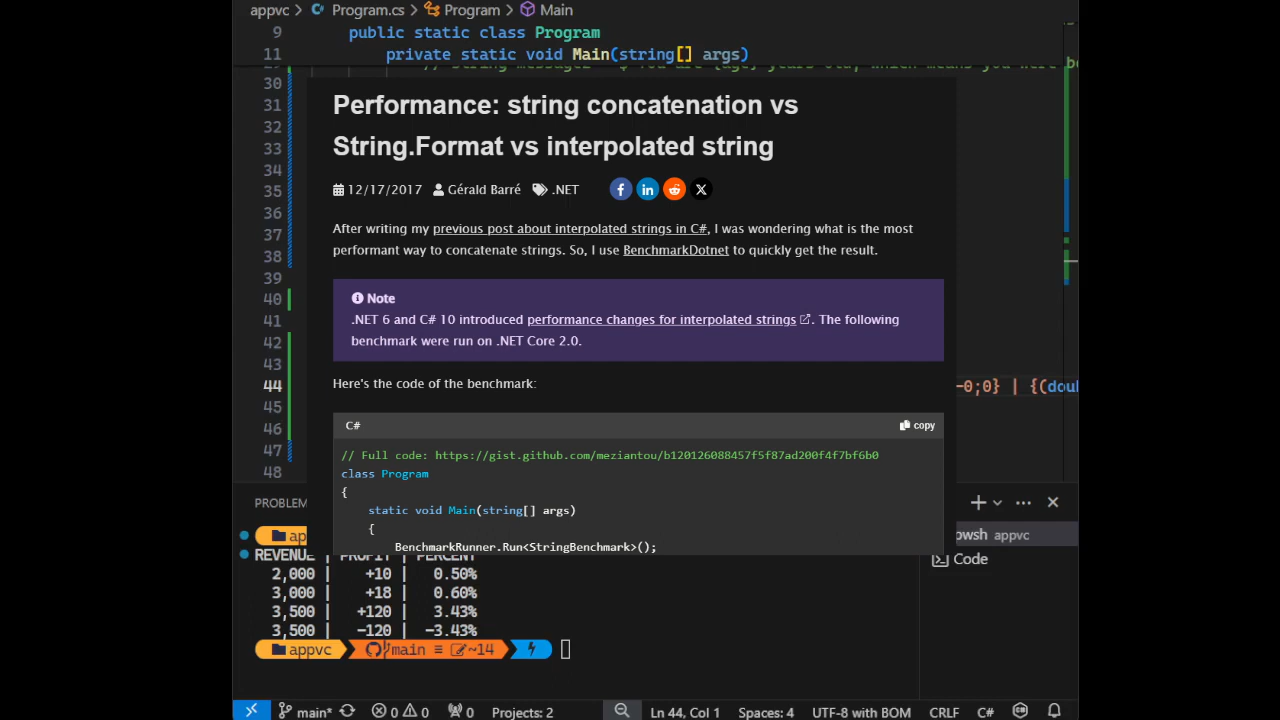 appvc > Program.cs > Program > Main
9 public static class Program
11 private static void Main(string[] args)
30
31
32
33
34
35
36
37
38
39
40
41
42
43
44 -0;0} | {(doul
45
46
47
48
Performance: string concatenation vs
String.Format vs interpolated string
12/17/2017 Gérald Barré .NET
After writing my previous post about interpolated strings in C#, I was wondering what is the most
performant way to concatenate strings. So, I use BenchmarkDotnet to quickly get the result.
Note
.NET 6 and C# 10 introduced performance changes for interpolated strings. The following
benchmark were run on .NET Core 2.0.
Here's the code of the benchmark:
C# copy
// Full code: https://gist.github.com/meziantou/b120126088457f5f87ad200f4f7bf6b0
class Program
{
static void Main(string[] args)
{
BenchmarkRunner.Run<StringBenchmark>();
PROBLEM
ap
pwsh appvc
Code
REVENUE | PROFIT | PERCENT
2,000 | +10 | 0.50%
3,000 | +18 | 0.60%
3,500 | +120 | 3.43%
3,500 | -120 | -3.43%
appvc main ≡ ~14
main* 0 0 0 Projects: 2 Ln 44, Col 1 Spaces: 4 UTF-8 with BOM CRLF C#